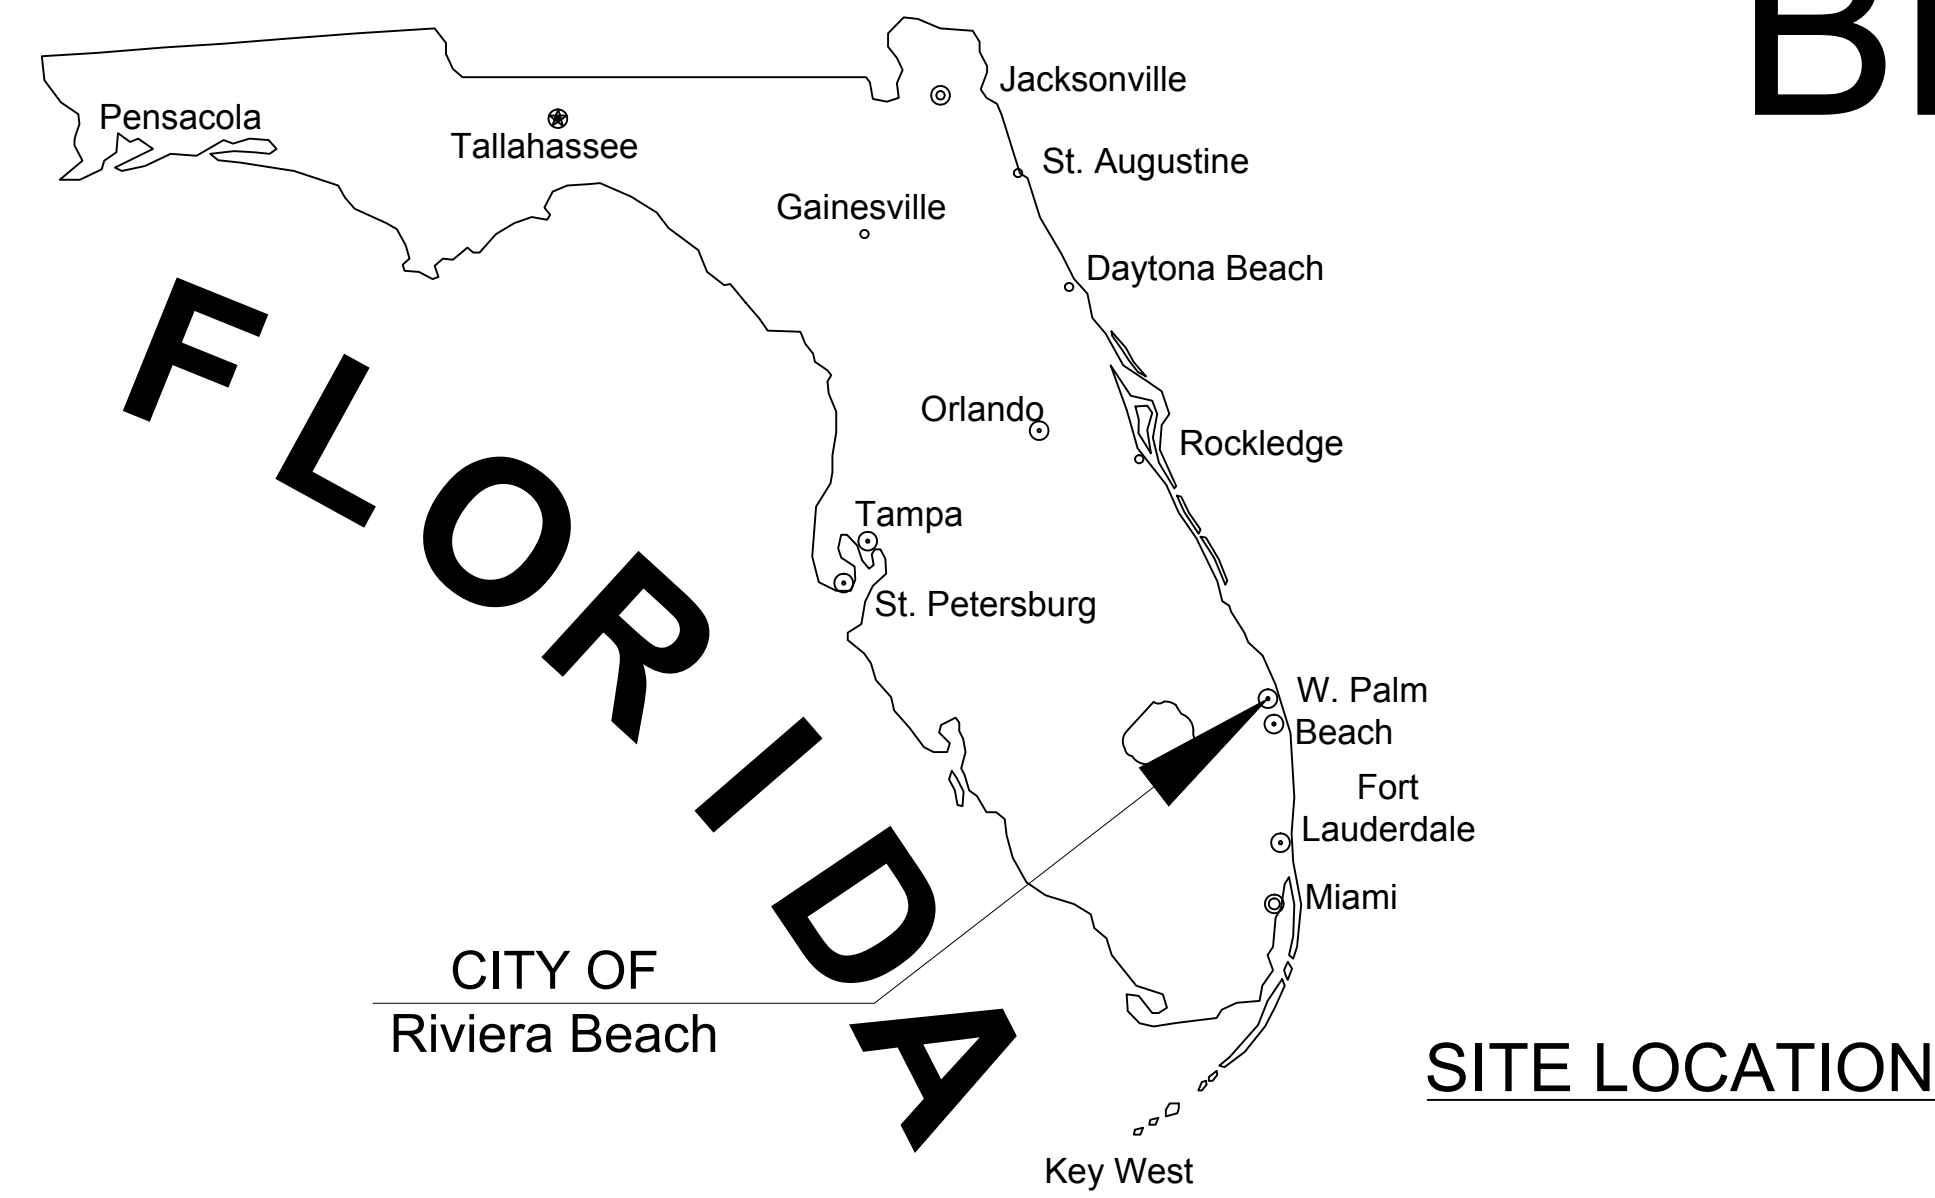 Jacksonville
Pensacola
Tallahassee
St. Augustine
Gainesville
Daytona Beach
FLORIDA
Orlando
Rockledge
Tampa
St. Petersburg
W. Palm
Beach
Fort
Lauderdale
Miami
CITY OF
Riviera Beach
SITE LOCATION
Key West